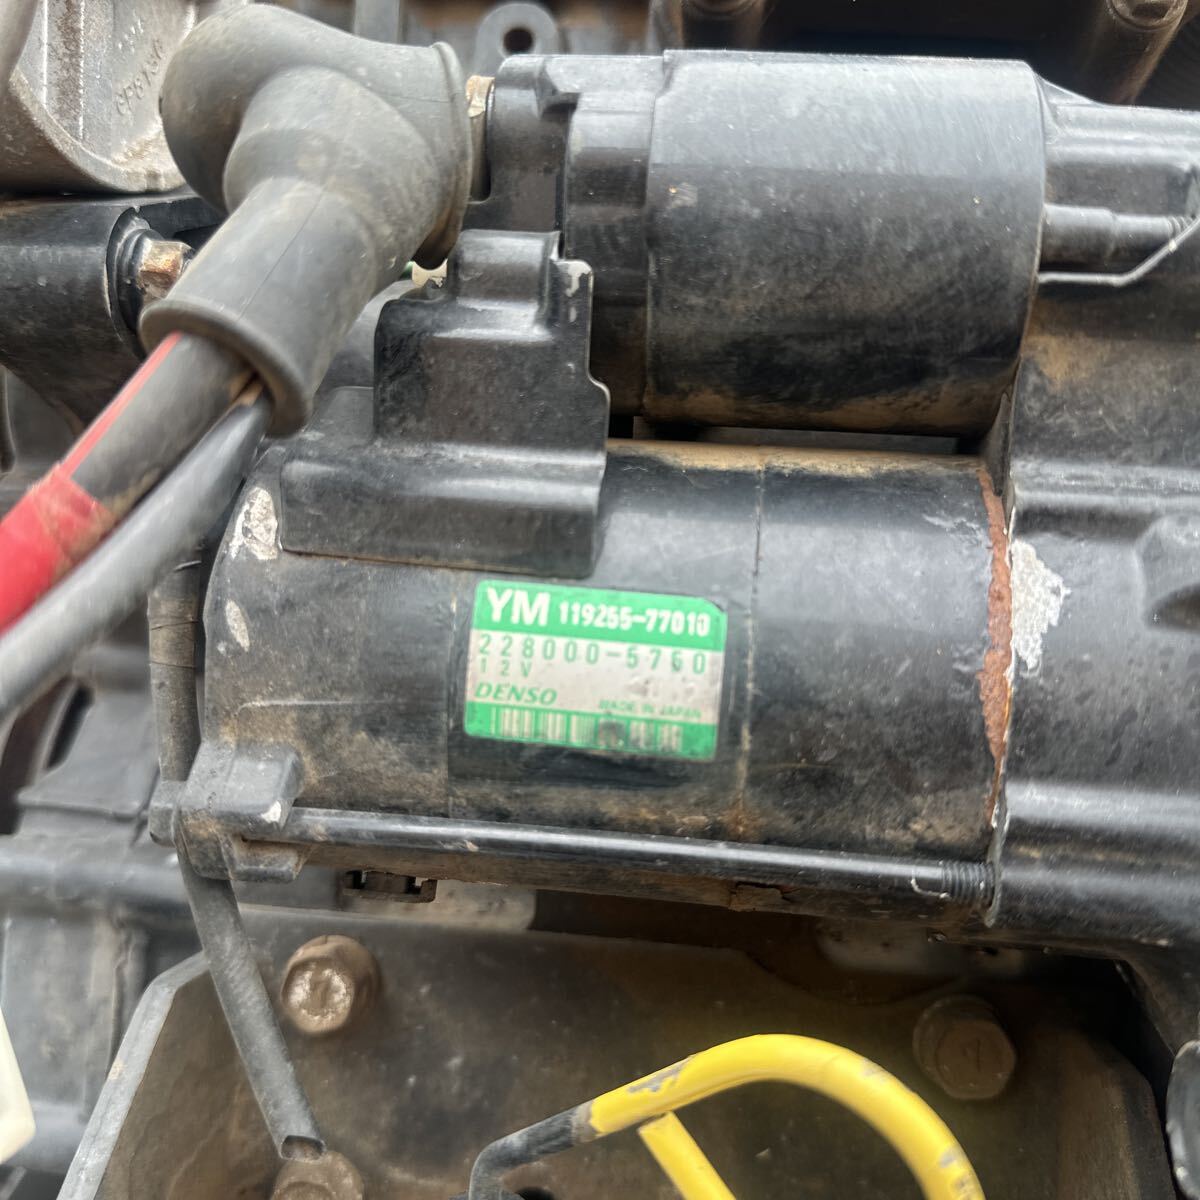 YM 119255-77010
228000-5760
12V
DENSO MADE IN JAPAN